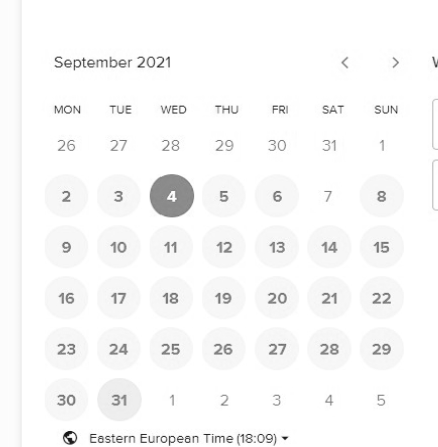 September 2021
MON TUE WED THU FRI SAT SUN
26 27 28 29 30 31 1
2 3 4 5 6 7 8
9 10 11 12 13 14 15
16 17 18 19 20 21 22
23 24 25 26 27 28 29
30 31 1 2 3 4 5
Eastern European Time (18:09)